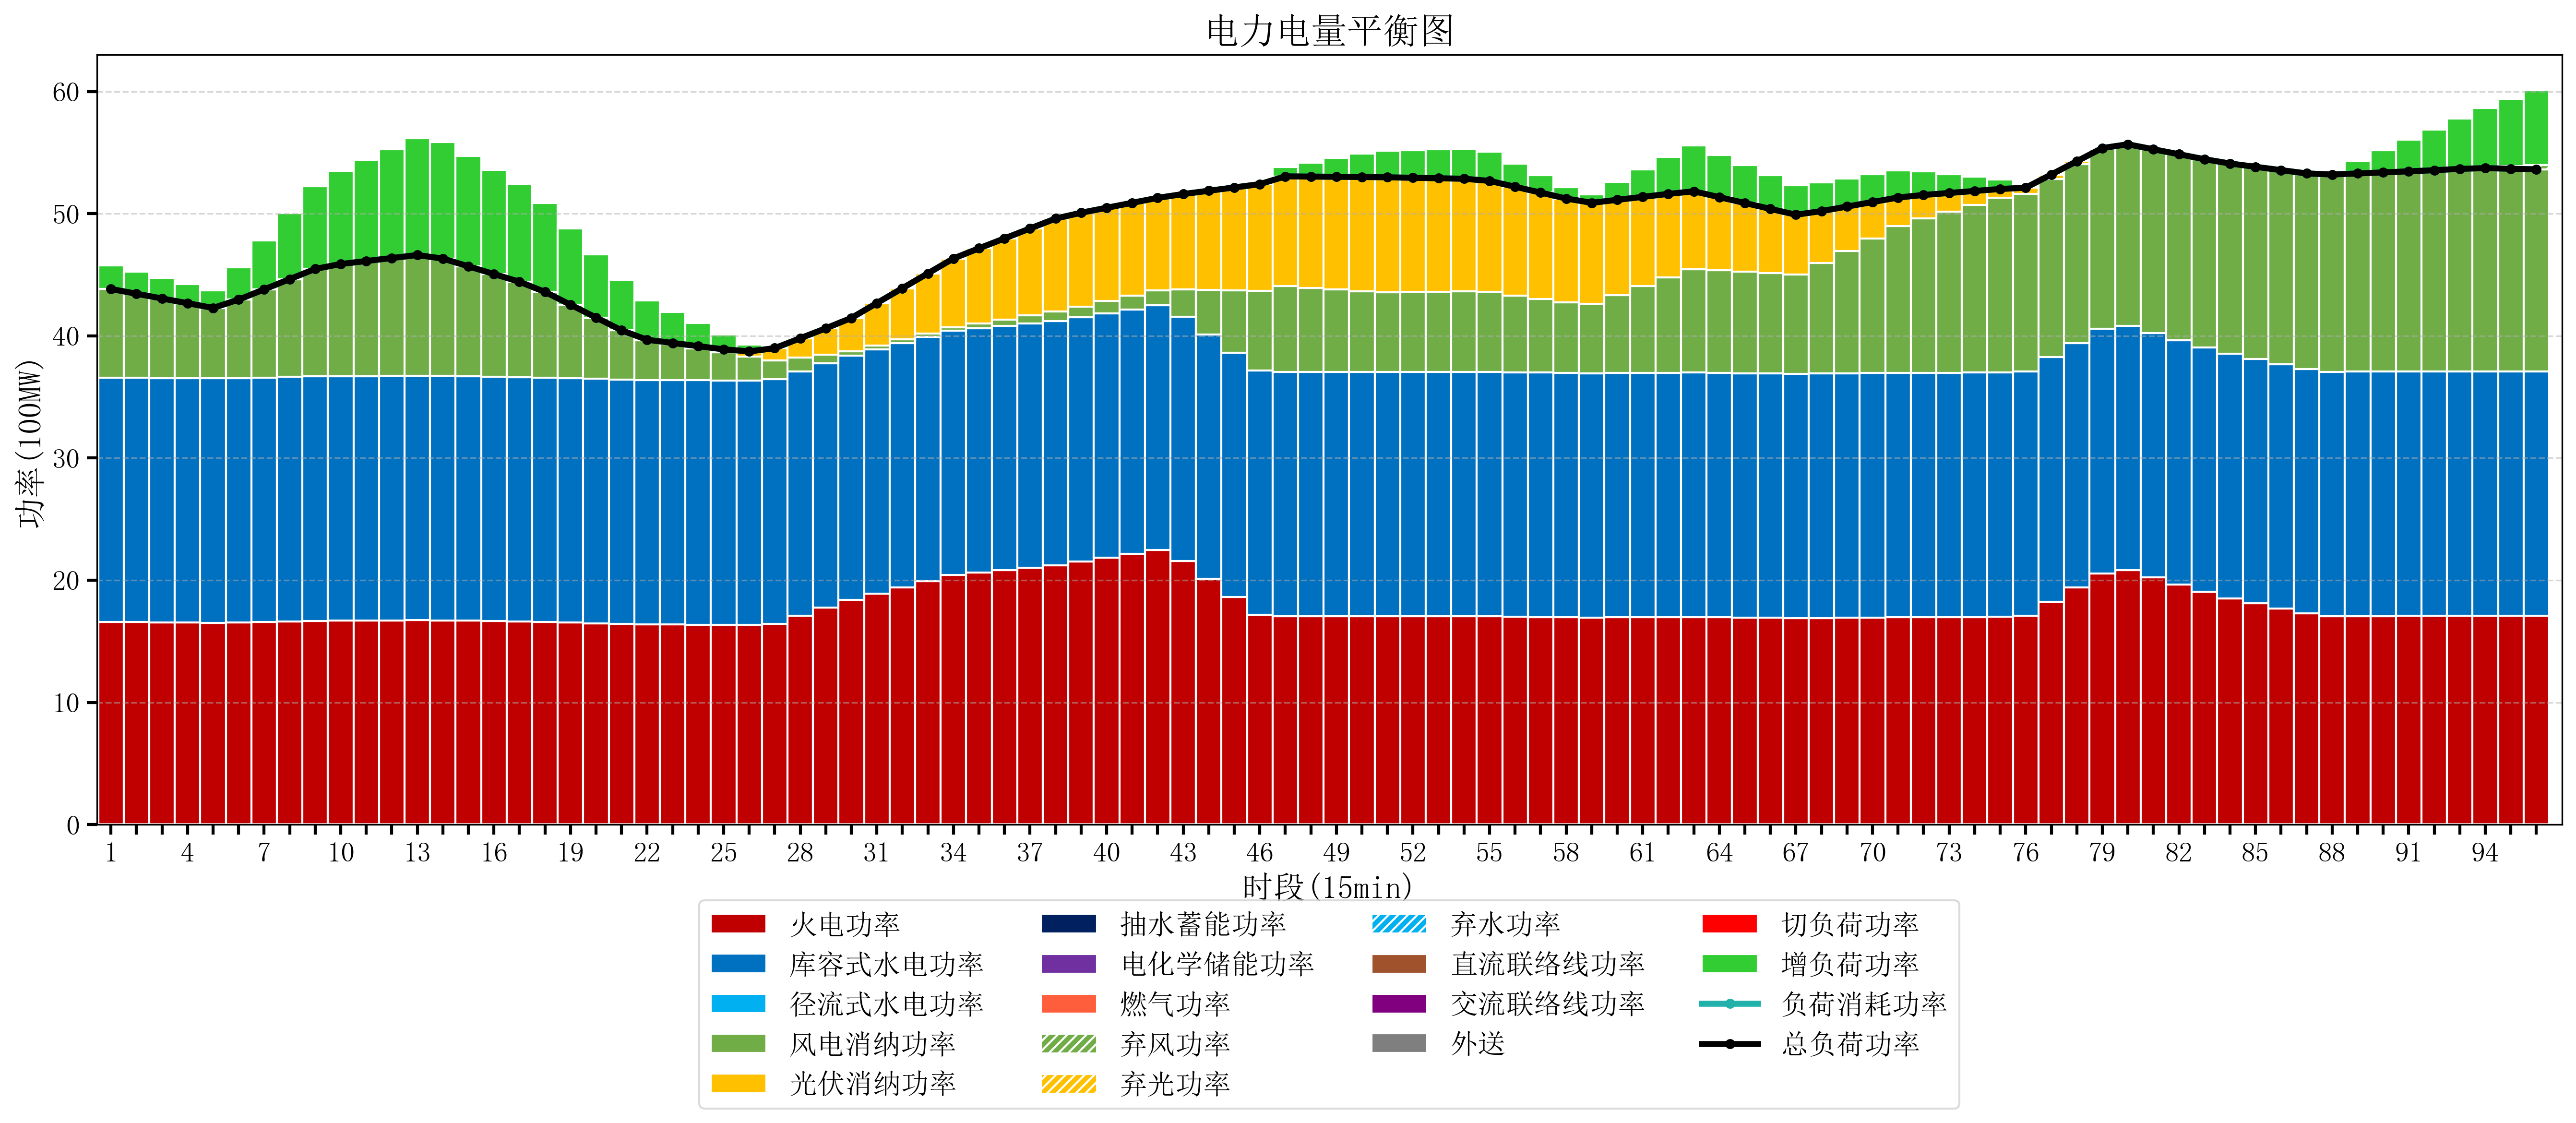 电力电量平衡图
功率(100MW)
60
50
40
30
20
10
0
1 4 7 10 13 16 19 22 25 28 31 34 37 40 43 46 49 52 55 58 61 64 67 70 73 76 79 82 85 88 91 94
时段(15min)
火电功率 抽水蓄能功率 弃水功率 切负荷功率
库容式水电功率 电化学储能功率 直流联络线功率 增负荷功率
径流式水电功率 燃气功率 交流联络线功率 负荷消耗功率
风电消纳功率 弃风功率 外送 总负荷功率
光伏消纳功率 弃光功率